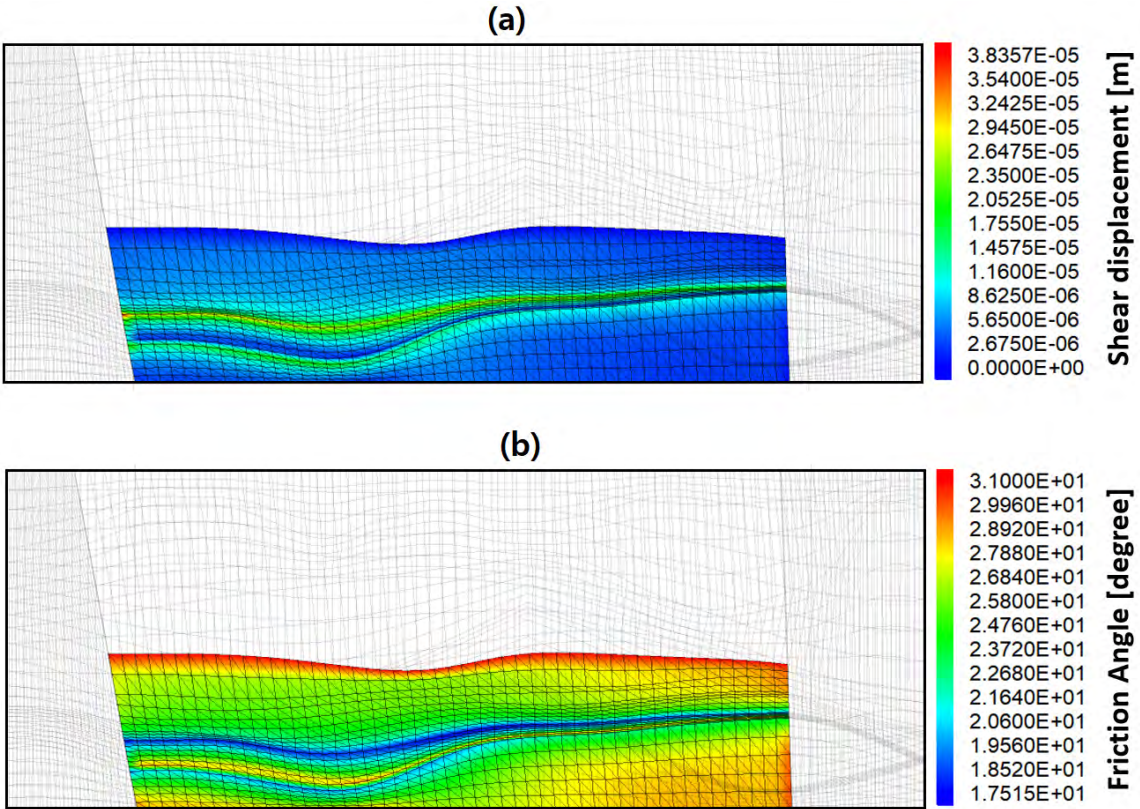 (a)
3.8357E-05
3.5400E-05
3.2425E-05
2.9450E-05
2.6475E-05
2.3500E-05
2.0525E-05
1.7550E-05
1.4575E-05
1.1600E-05
8.6250E-06
5.6500E-06
2.6750E-06
0.0000E+00
Shear displacement [m]
(b)
3.1000E+01
2.9960E+01
2.8920E+01
2.7880E+01
2.6840E+01
2.5800E+01
2.4760E+01
2.3720E+01
2.2680E+01
2.1640E+01
2.0600E+01
1.9560E+01
1.8520E+01
1.7515E+01
Friction Angle [degree]